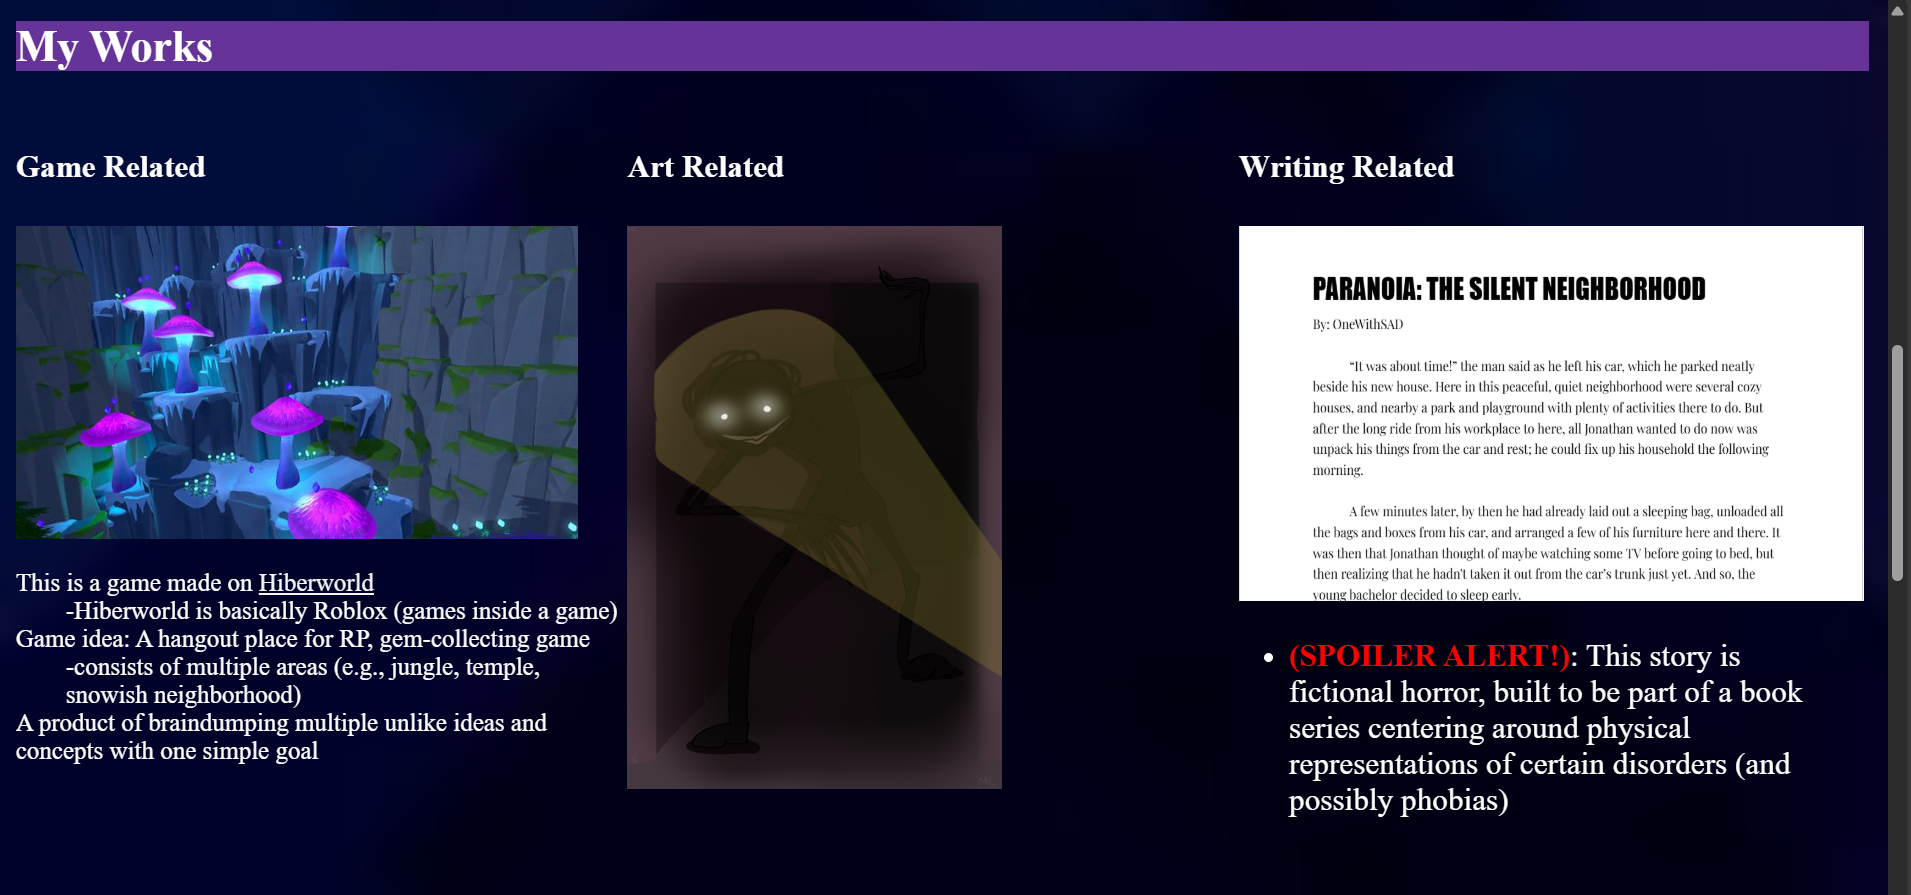 My Works
Game Related
This is a game made on Hiberworld
-Hiberworld is basically Roblox (games inside a game)
Game idea: A hangout place for RP, gem-collecting game
-consists of multiple areas (e.g., jungle, temple,
snowish neighborhood)
A product of braindumping multiple unlike ideas and
concepts with one simple goal
Art Related
Writing Related
PARANOIA: THE SILENT NEIGHBORHOOD
By: OneWithSAD
“It was about time!” the man said as he left his car, which he parked neatly
beside his new house. Here in this peaceful, quiet neighborhood were several cozy
houses, and nearby a park and playground with plenty of activities there to do. But
after the long ride from his workplace to here, all Jonathan wanted to do now was
unpack his things from the car and rest; he could fix up his household the following
morning.
A few minutes later, by then he had already laid out a sleeping bag, unloaded all
the bags and boxes from his car, and arranged a few of his furniture here and there. It
was then that Jonathan thought of maybe watching some TV before going to bed, but
then realizing that he hadn't taken it out from the car’s trunk just yet. And so, the
young bachelor decided to sleep early.
(SPOILER ALERT!): This story is
fictional horror, built to be part of a book
series centering around physical
representations of certain disorders (and
possibly phobias)